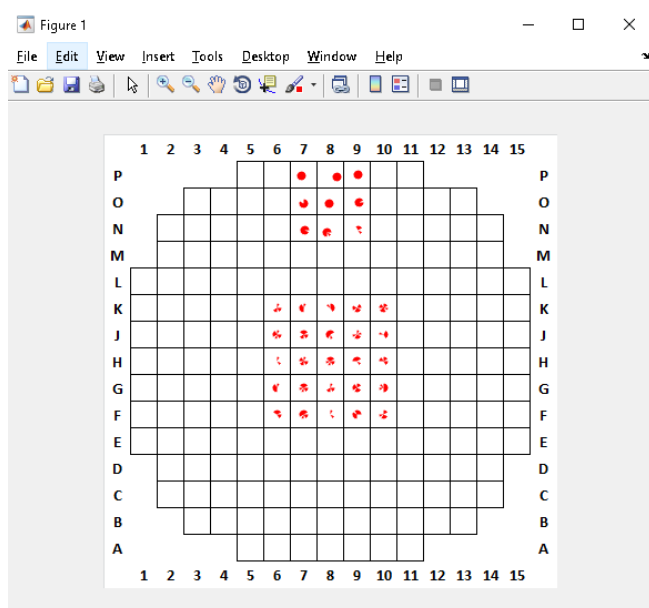 Figure 1
File Edit View Insert Tools Desktop Window Help
1 2 3 4 5 6 7 8 9 10 11 12 13 14 15
P P
O O
N N
M M
L L
K K
J J
H H
G G
F F
E E
D D
C C
B B
A A
1 2 3 4 5 6 7 8 9 10 11 12 13 14 15